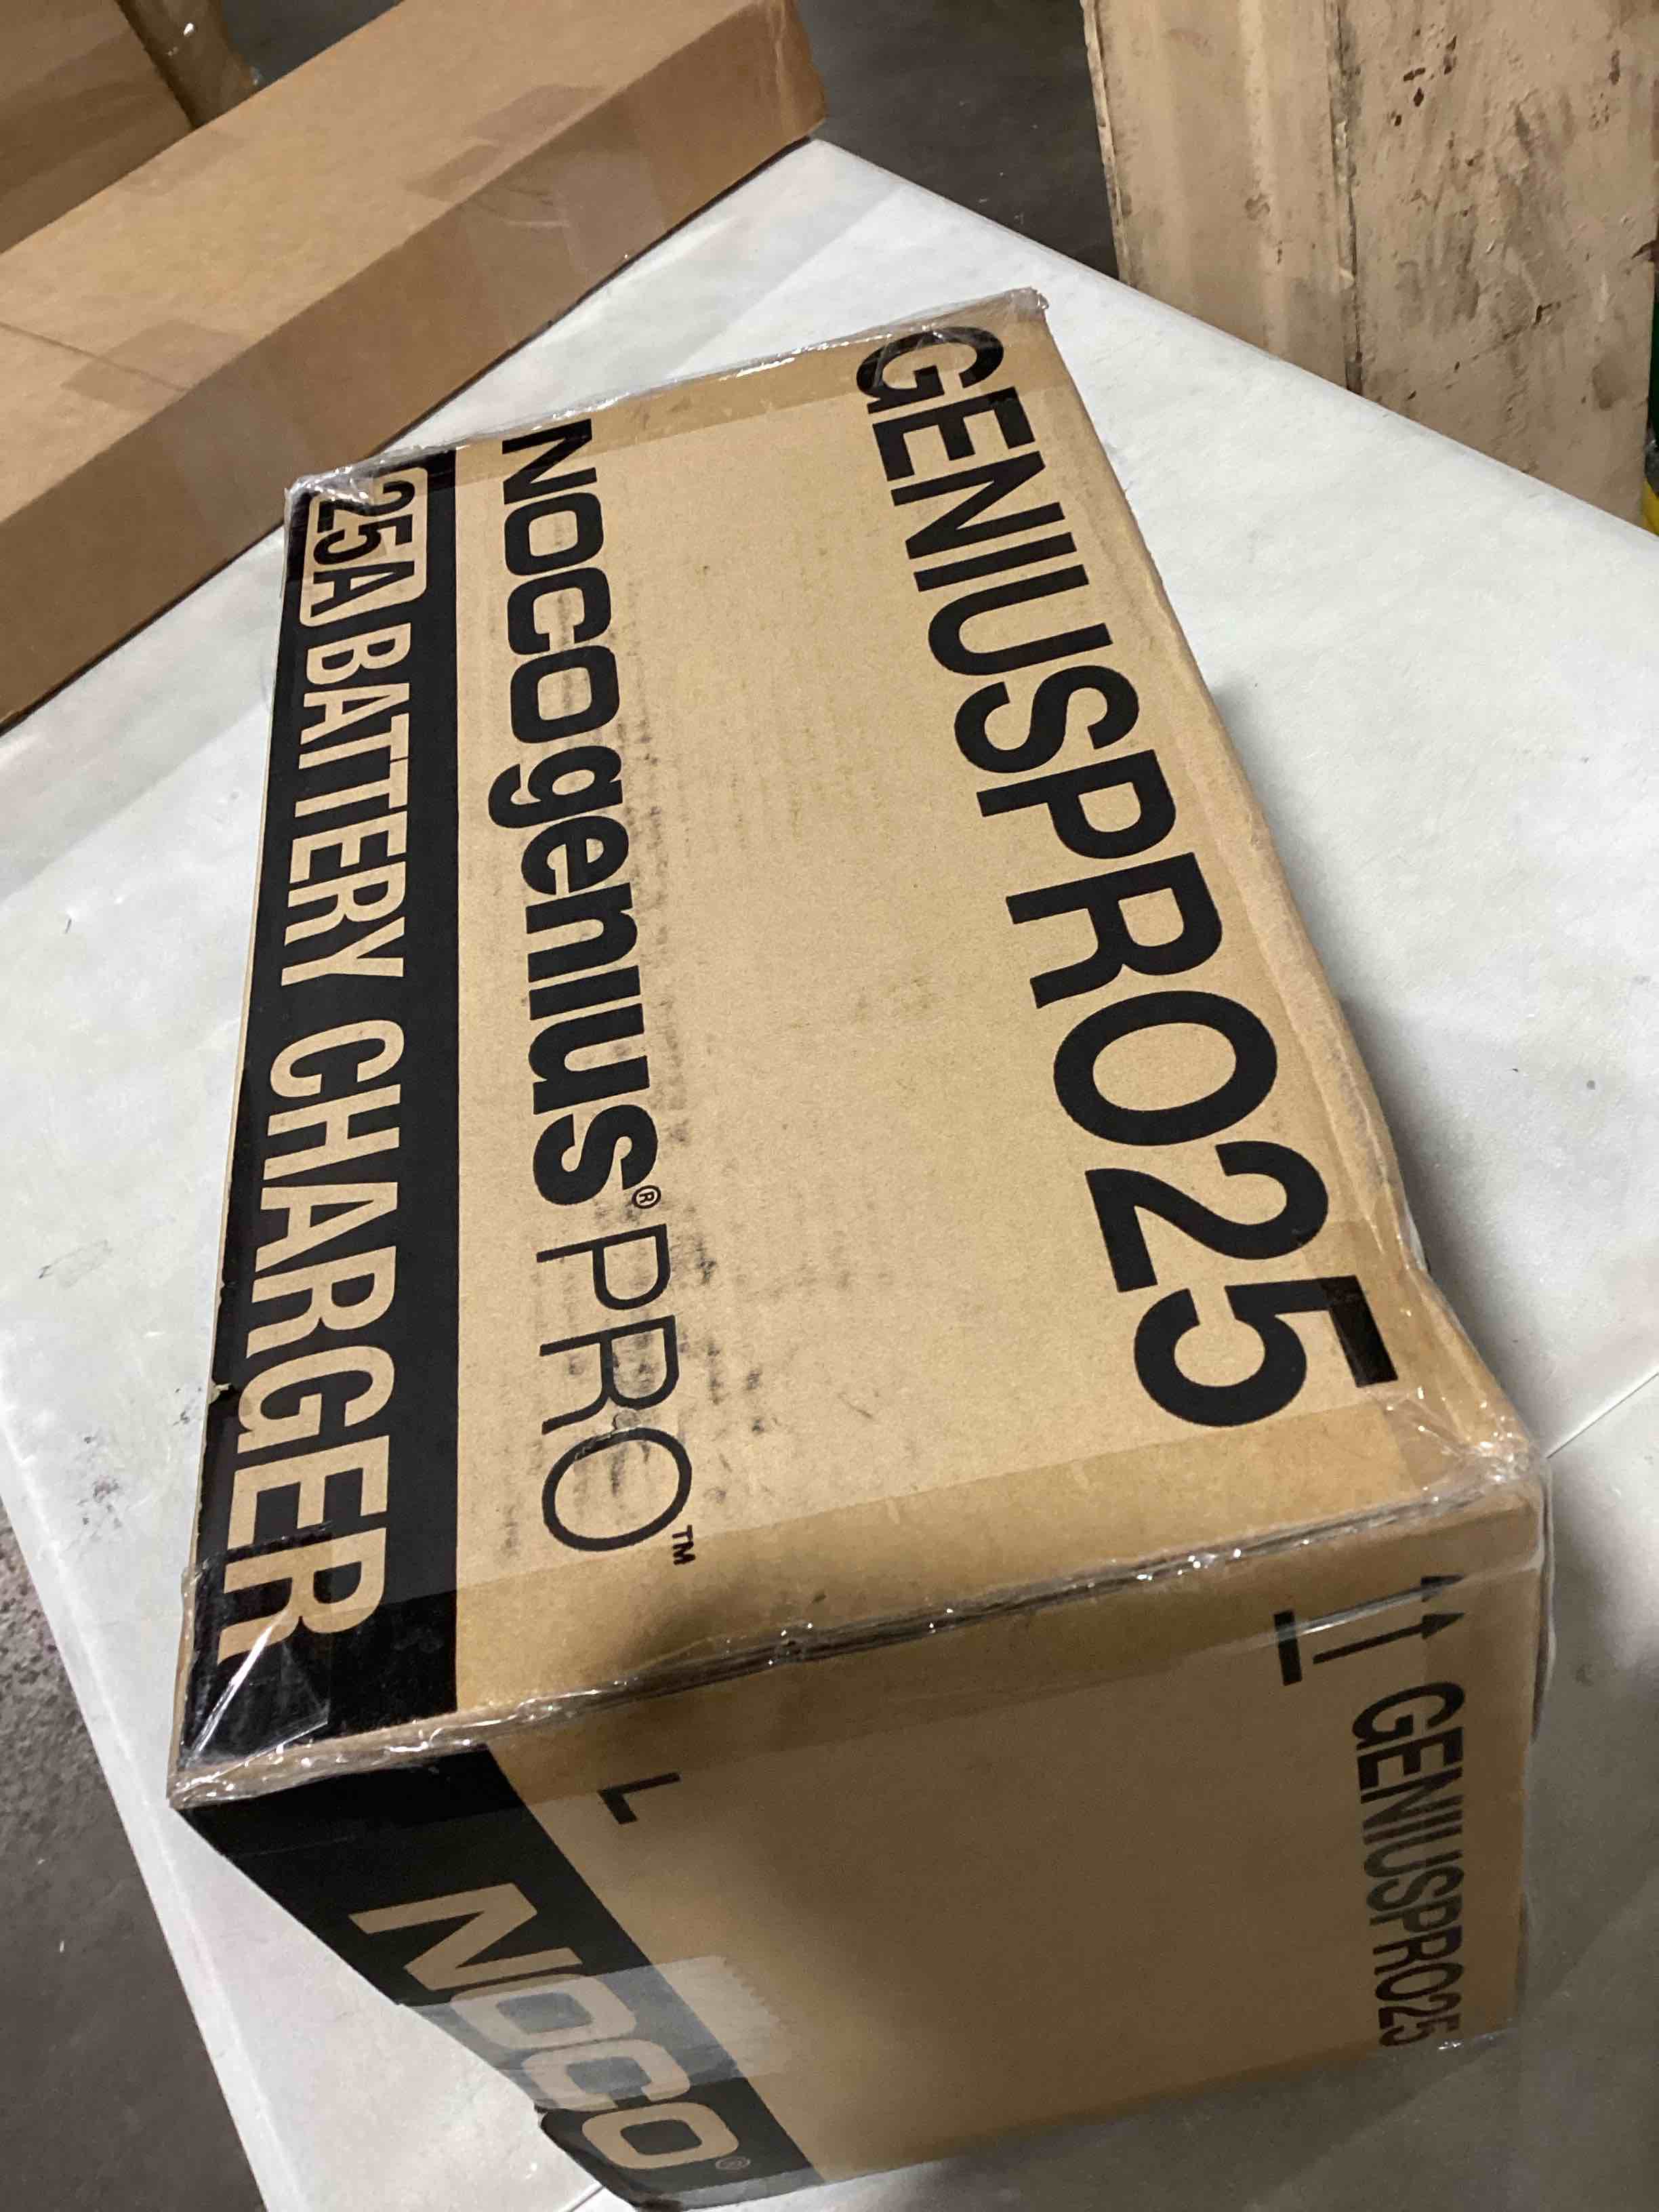 GENIUSPRO25
NOCOgenius®PRO™
25A BATTERY CHARGER
GENIUSPRO25
NOCO®